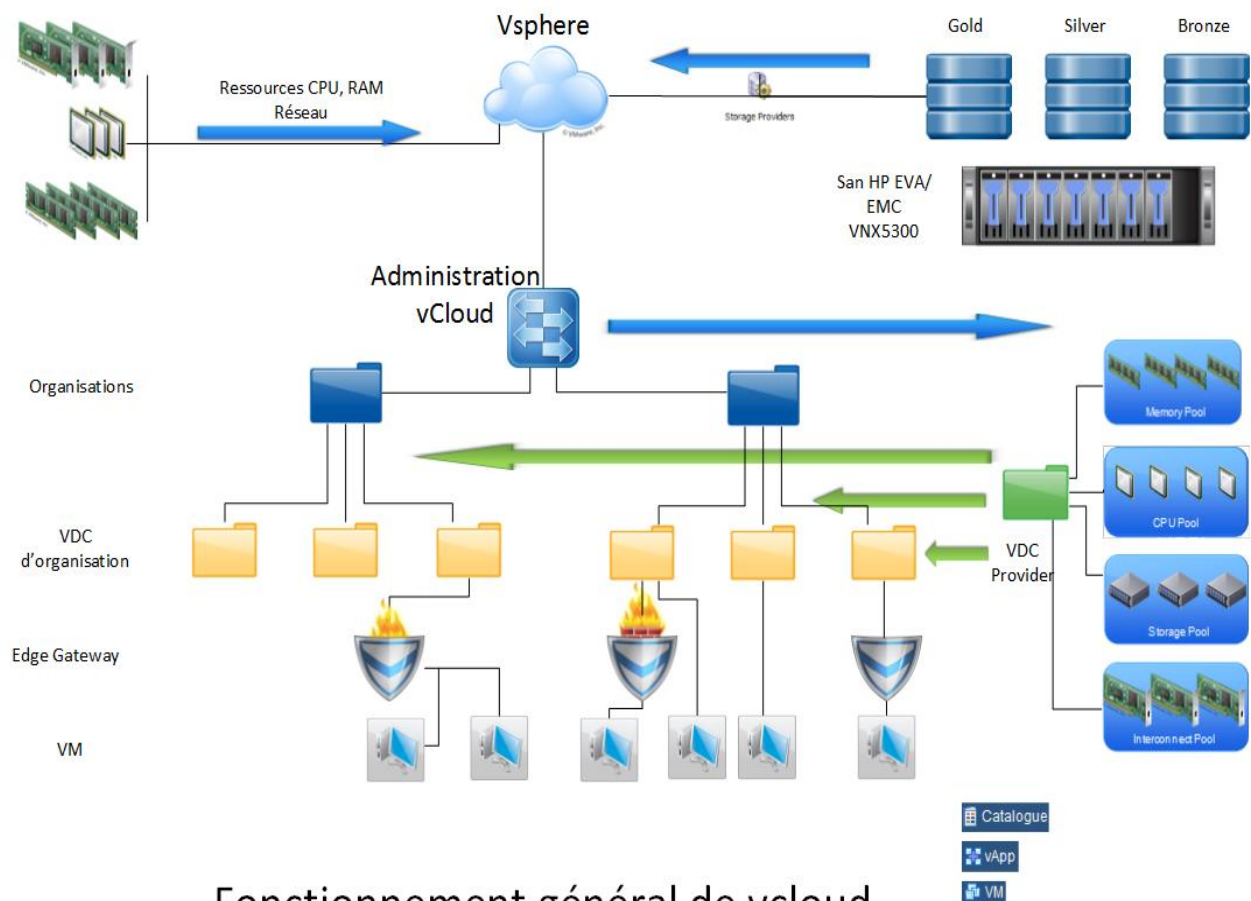 Vsphere
Gold
Silver
Bronze
Ressources CPU, RAM
Réseau
© VMware, Inc.
Storage Providers
San HP EVA/
EMC
VNX5300
Administration
vCloud
Organisations
Memory Pool
CPU Pool
VDC
d'organisation
VDC
Provider
Storage Pool
Edge Gateway
Interconnect Pool
VM
Catalogue
vApp
VM
Fonctionnement général de vcloud